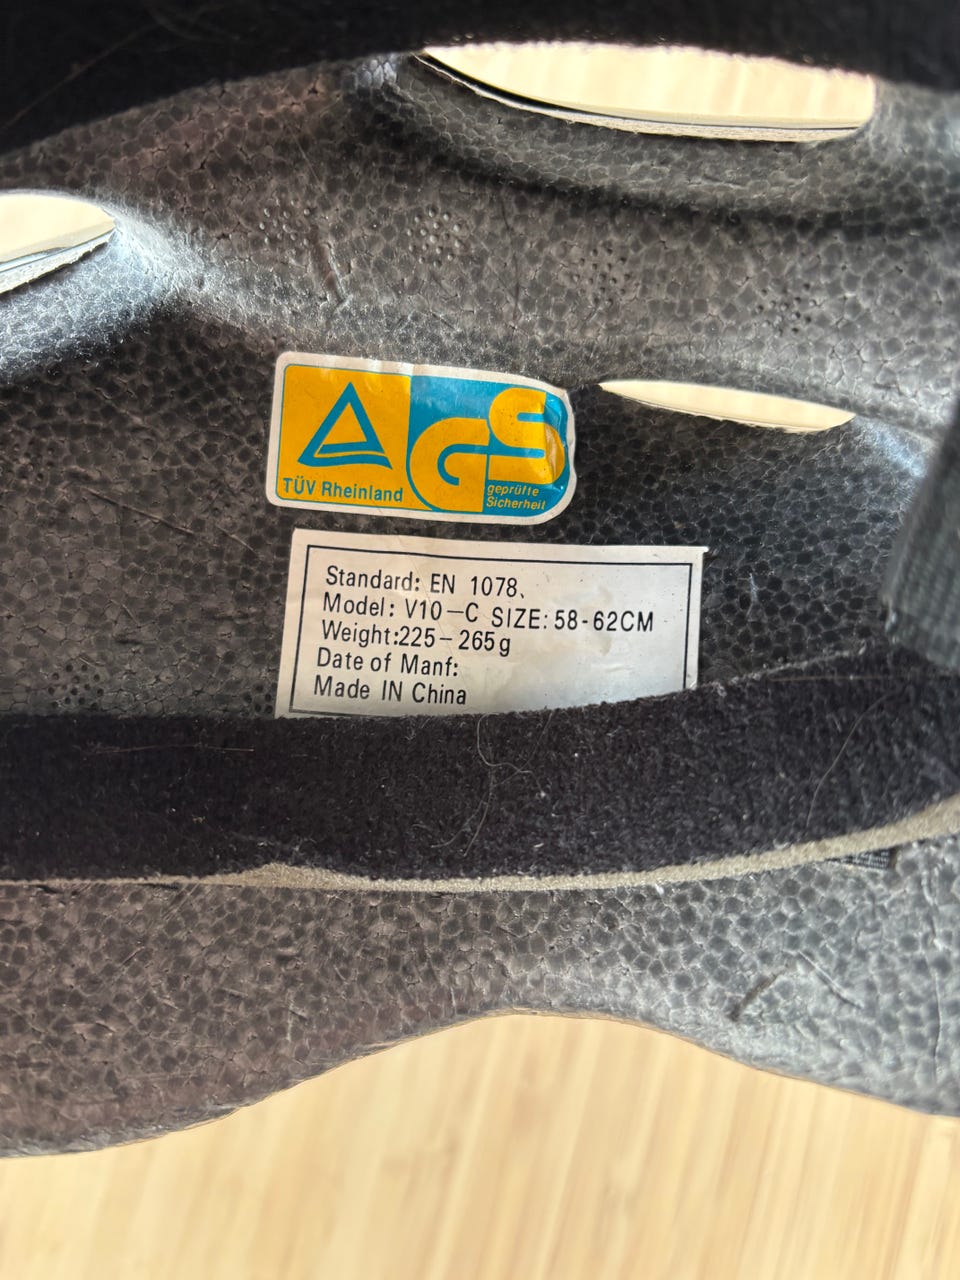 TÜV Rheinland
GS
geprüfte
Sicherheit
Standard: EN 1078、
Model: V10-C SIZE: 58-62CM
Weight:225-265g
Date of Manf:
Made IN China